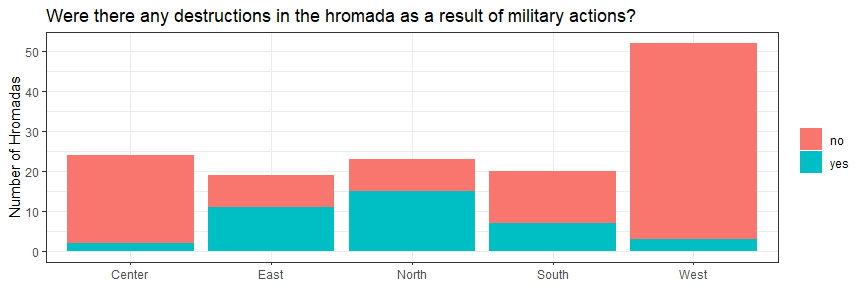 Were there any destructions in the hromada as a result of military actions?
Number of Hromadas
50
40
30
20
10
0
Center East North South West
no
yes